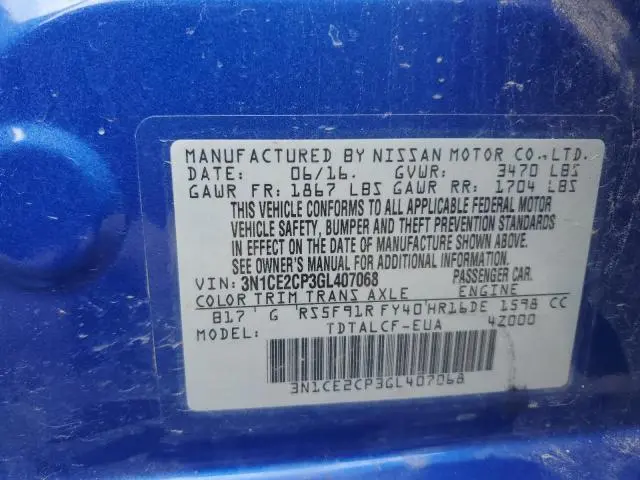 MANUFACTURED BY NISSAN MOTOR CO., LTD.
DATE: 06/16. GVWR: 3470 LBS
GAWR FR: 1867 LBS GAWR RR: 1704 LBS
THIS VEHICLE CONFORMS TO ALL APPLICABLE FEDERAL MOTOR
VEHICLE SAFETY, BUMPER AND THEFT PREVENTION STANDARDS
IN EFFECT ON THE DATE OF MANUFACTURE SHOWN ABOVE.
SEE OWNER'S MANUAL FOR ADDITIONAL INFORMATION
VIN: 3N1CE2CP3GL407068 PASSENGER CAR.
COLOR TRIM TRANS AXLE ENGINE
B17 G RS5F91R FY40 HR16DE 1598 CC
MODEL: TDTALCF-EUA 4Z000
3N1CE2CP3GL407068